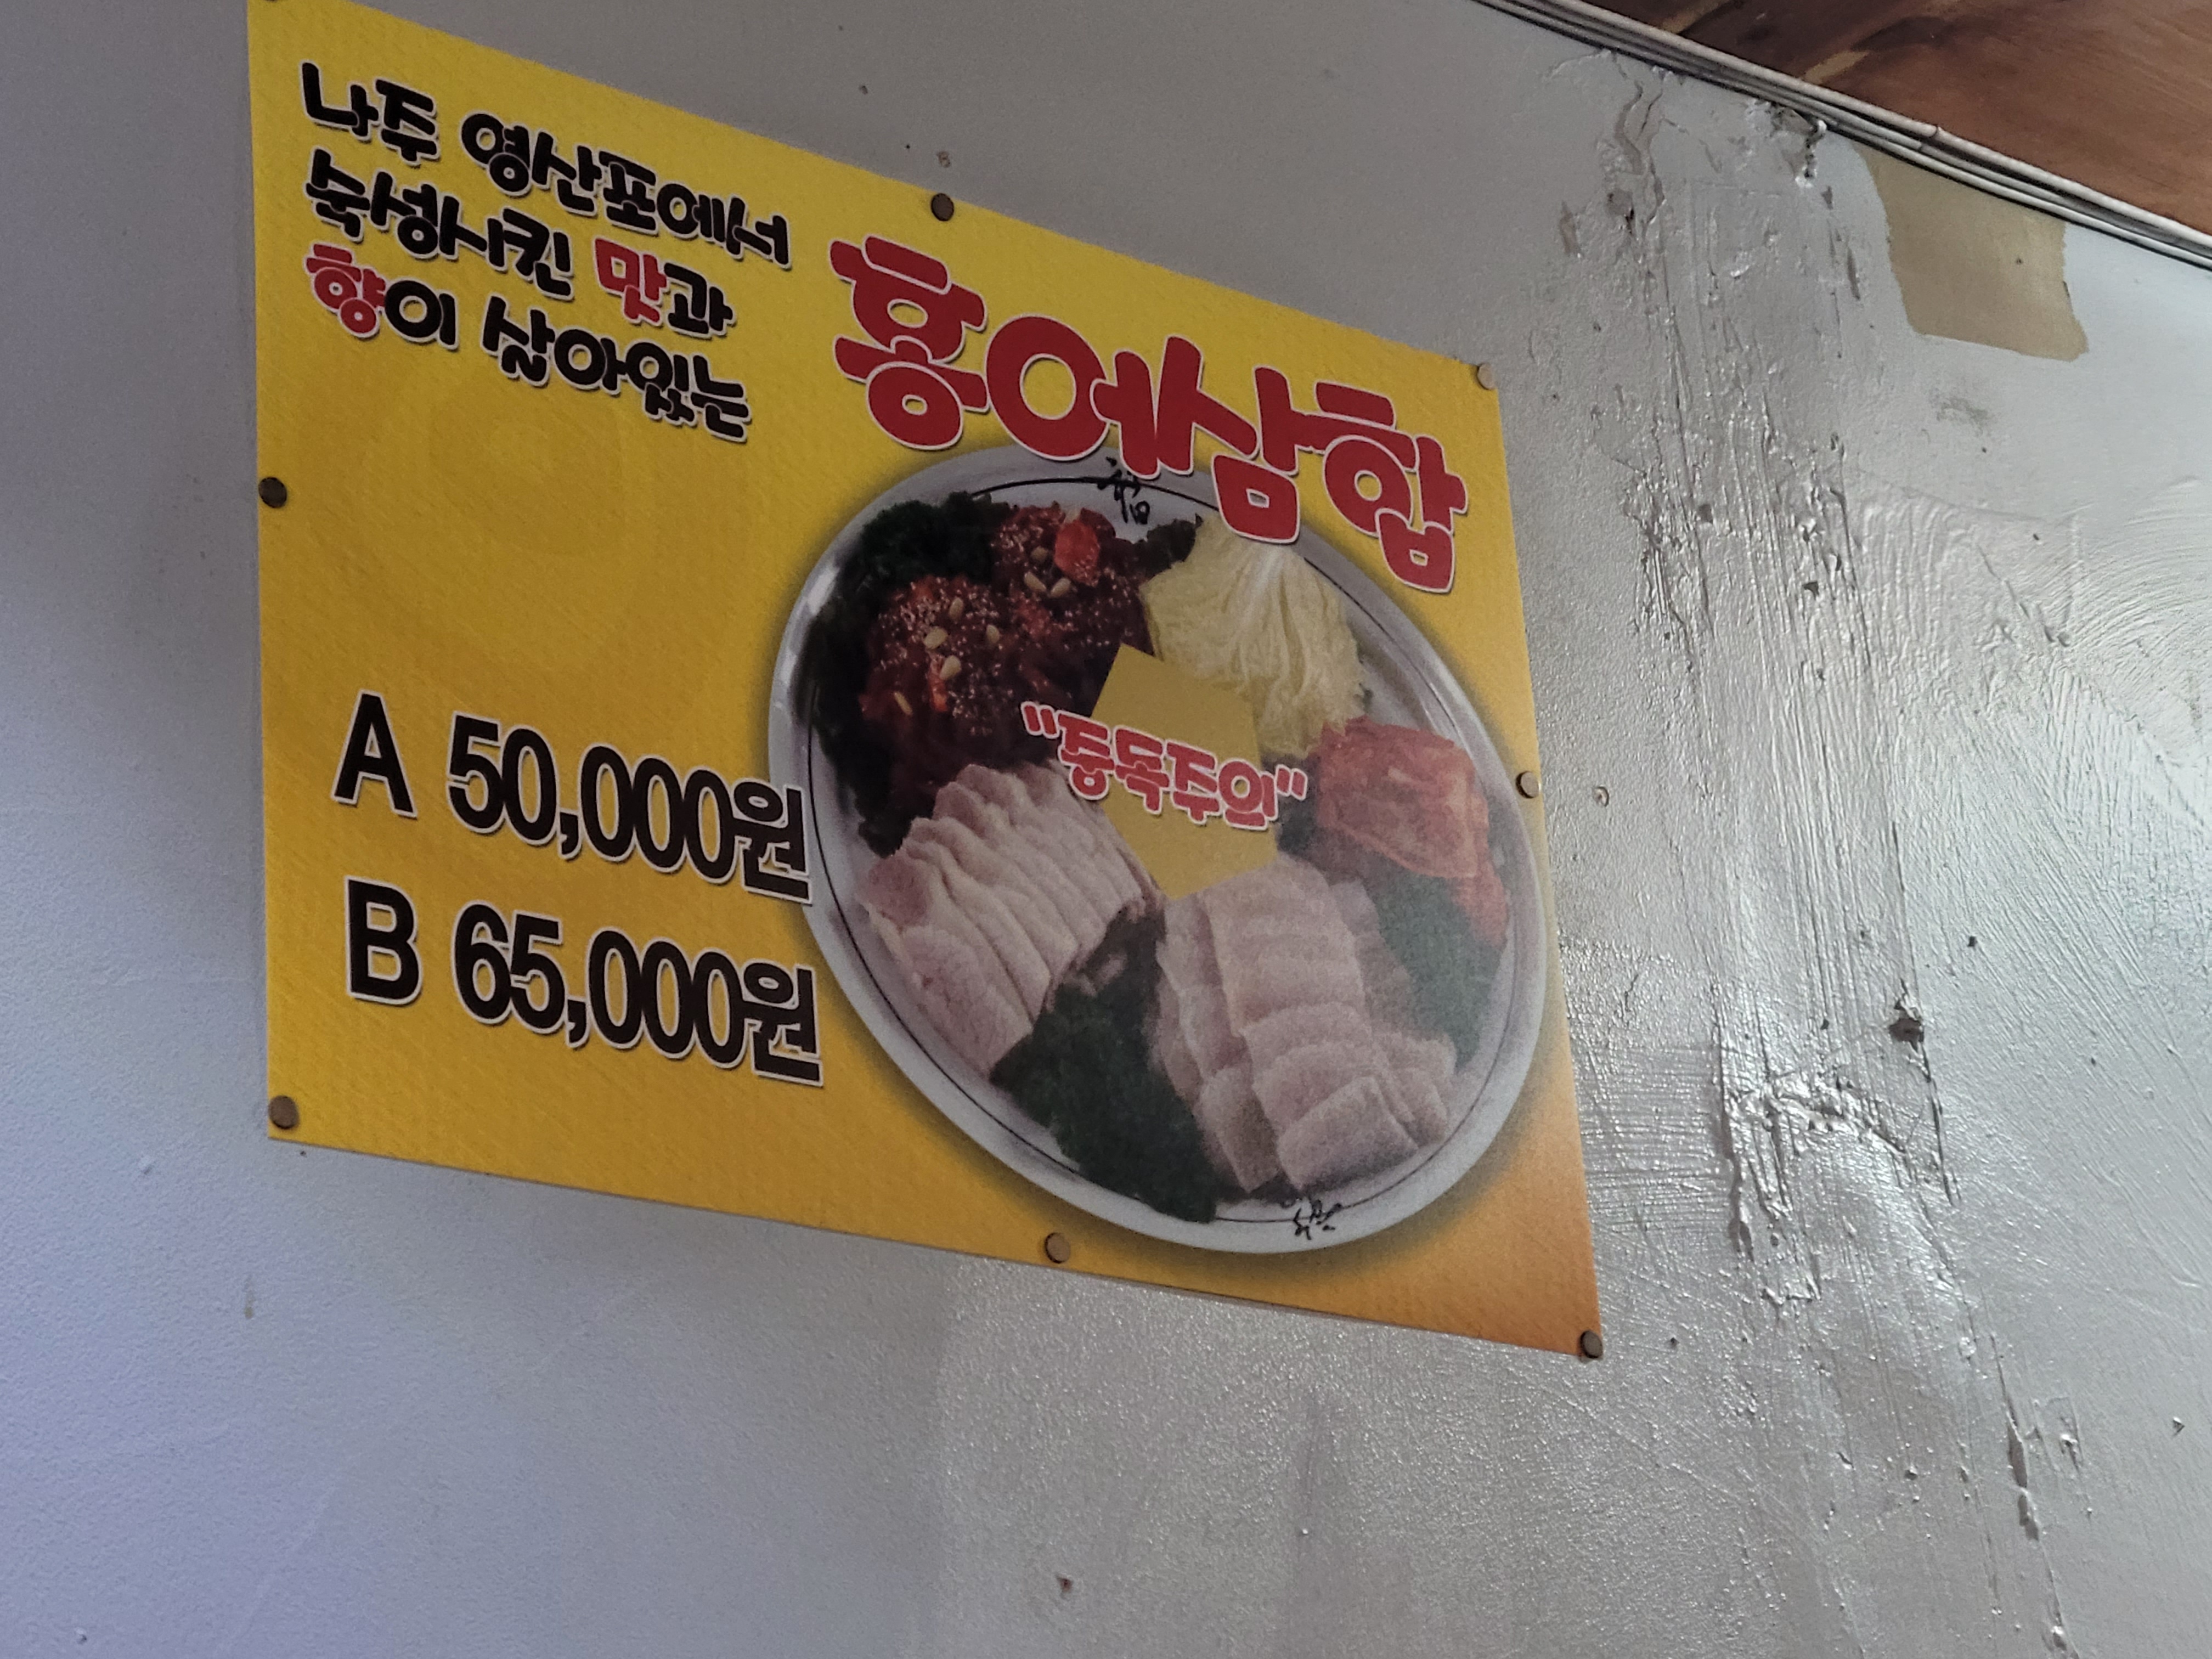 나주 영산포에서
숙성시킨 맛과
향이 살아있는
홍어삼합
"중독주의"
A 50,000원
B 65,000원